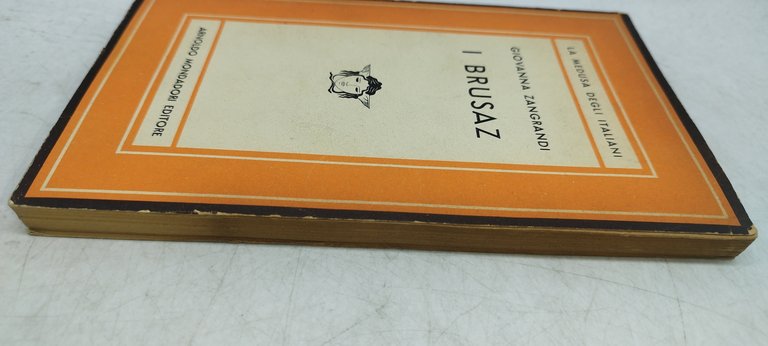 LA MEDUSA DEGLI ITALIANI
GIOVANNA ZANGRANDI
I BRUSAZ
ARNOLDO MONDADORI EDITORE